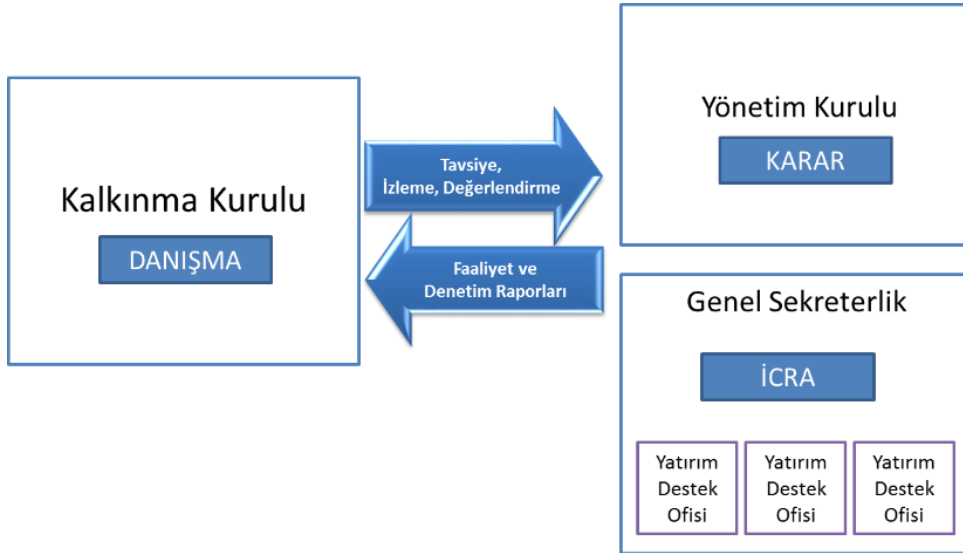 Kalkınma Kurulu
DANIŞMA
Tavsiye,
İzleme, Değerlendirme
Faaliyet ve
Denetim Raporları
Yönetim Kurulu
KARAR
Genel Sekreterlik
İCRA
Yatırım
Destek
Ofisi
Yatırım
Destek
Ofisi
Yatırım
Destek
Ofisi